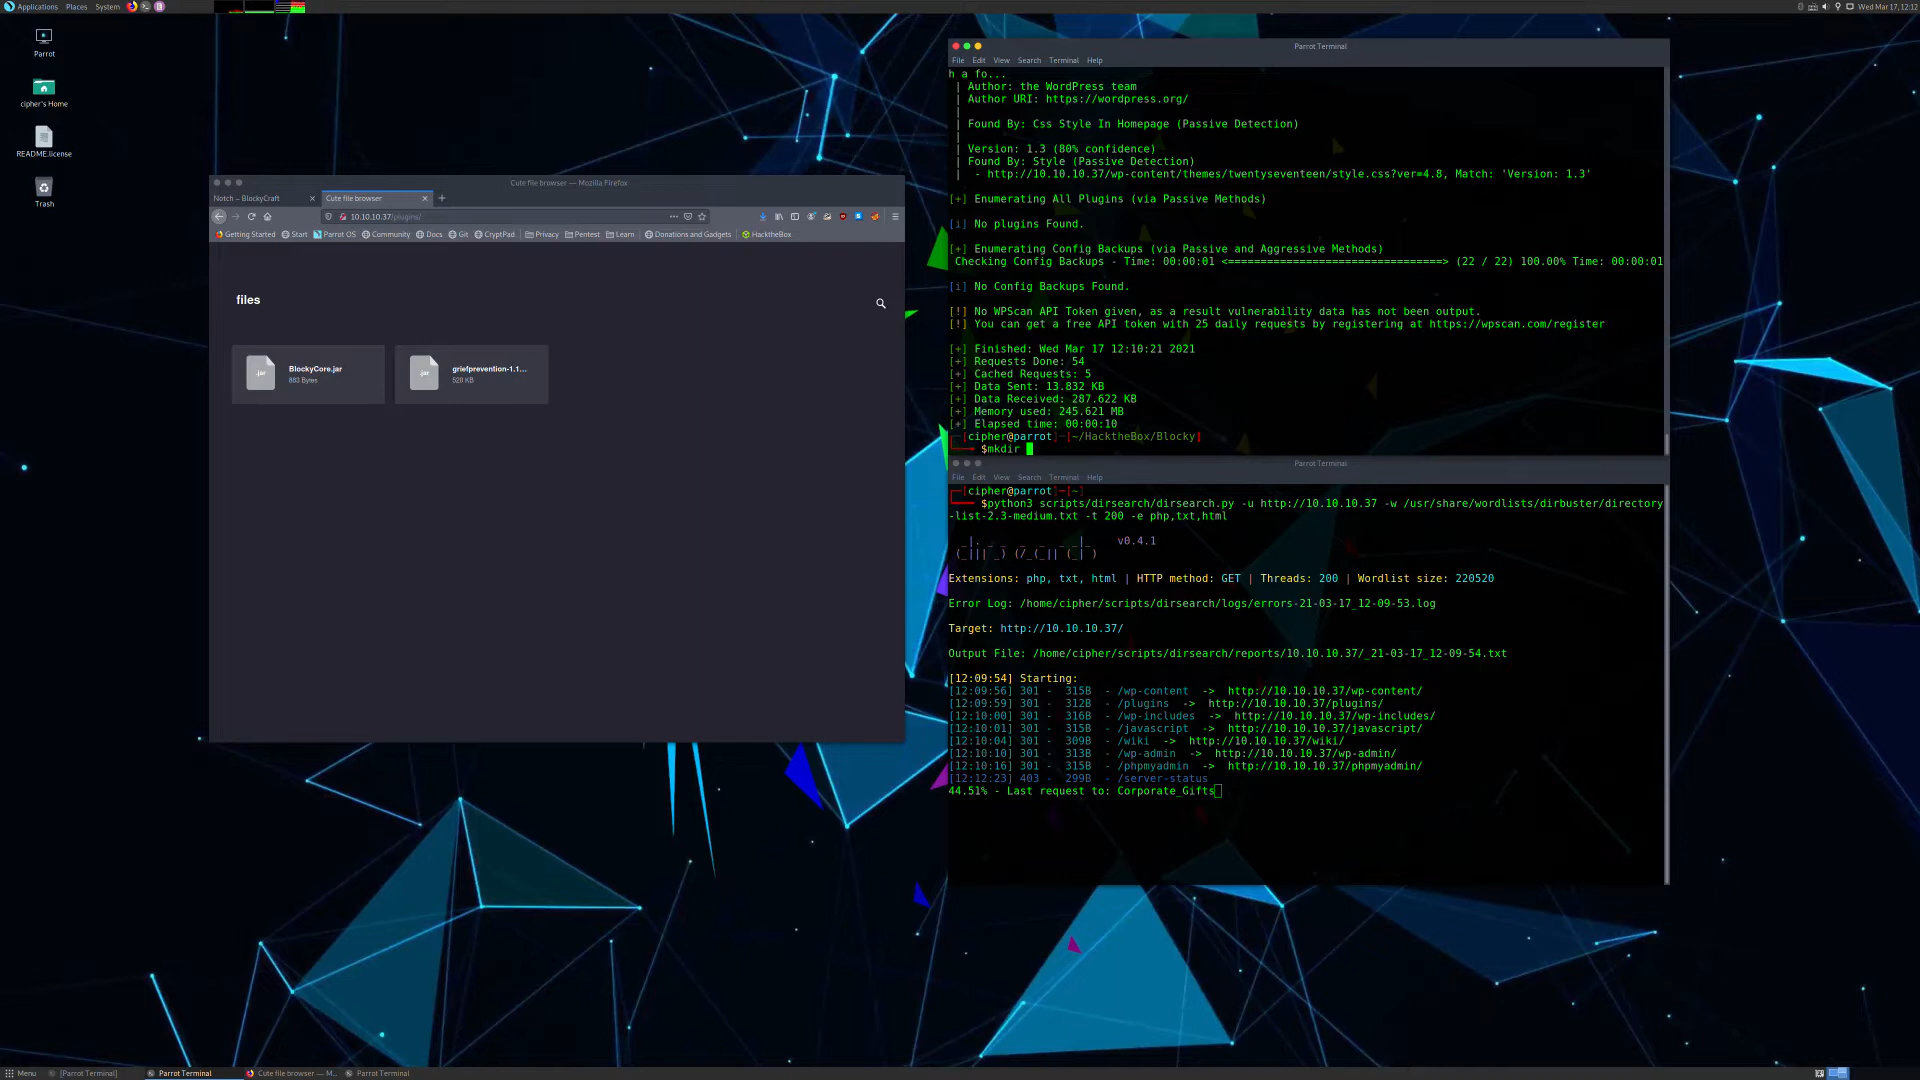 Applications Places System
Wed Mar 17, 12:12
Parrot
cipher's Home
README.license
Trash
Cute file browser — Mozilla Firefox
Notch – BlockyCraft
Cute file browser
10.10.10.37/plugins/
Getting Started Start Parrot OS Community Docs Git CryptPad Privacy Pentest Learn Donations and Gadgets HacktheBox
files
.jar
BlockyCore.jar
883 Bytes
.jar
griefprevention-1.1...
520 KB
Parrot Terminal
File Edit View Search Terminal Help
h a fo...
| Author: the WordPress team
| Author URI: https://wordpress.org/
|
| Found By: Css Style In Homepage (Passive Detection)
|
| Version: 1.3 (80% confidence)
| Found By: Style (Passive Detection)
|  - http://10.10.10.37/wp-content/themes/twentyseventeen/style.css?ver=4.8, Match: 'Version: 1.3'
[+] Enumerating All Plugins (via Passive Methods)
[i] No plugins Found.
[+] Enumerating Config Backups (via Passive and Aggressive Methods)
Checking Config Backups - Time: 00:00:01 <==================================> (22 / 22) 100.00% Time: 00:00:01
[i] No Config Backups Found.
[!] No WPScan API Token given, as a result vulnerability data has not been output.
[!] You can get a free API token with 25 daily requests by registering at https://wpscan.com/register
[+] Finished: Wed Mar 17 12:10:21 2021
[+] Requests Done: 54
[+] Cached Requests: 5
[+] Data Sent: 13.832 KB
[+] Data Received: 287.622 KB
[+] Memory used: 245.621 MB
[+] Elapsed time: 00:00:10
[cipher@parrot]-[~/HacktheBox/Blocky]
$mkdir
Parrot Terminal
File Edit View Search Terminal Help
[cipher@parrot]-[~]
$python3 scripts/dirsearch/dirsearch.py -u http://10.10.10.37 -w /usr/share/wordlists/dirbuster/directory
-list-2.3-medium.txt -t 200 -e php,txt,html
v0.4.1
Extensions: php, txt, html | HTTP method: GET | Threads: 200 | Wordlist size: 220520
Error Log: /home/cipher/scripts/dirsearch/logs/errors-21-03-17_12-09-53.log
Target: http://10.10.10.37/
Output File: /home/cipher/scripts/dirsearch/reports/10.10.10.37/_21-03-17_12-09-54.txt
[12:09:54] Starting:
[12:09:56] 301 -  315B  - /wp-content  ->  http://10.10.10.37/wp-content/
[12:09:59] 301 -  312B  - /plugins  ->  http://10.10.10.37/plugins/
[12:10:00] 301 -  316B  - /wp-includes  ->  http://10.10.10.37/wp-includes/
[12:10:01] 301 -  315B  - /javascript  ->  http://10.10.10.37/javascript/
[12:10:04] 301 -  309B  - /wiki  ->  http://10.10.10.37/wiki/
[12:10:10] 301 -  313B  - /wp-admin  ->  http://10.10.10.37/wp-admin/
[12:10:16] 301 -  315B  - /phpmyadmin  ->  http://10.10.10.37/phpmyadmin/
[12:12:23] 403 -  299B  - /server-status
44.51% - Last request to: Corporate_Gifts
Menu [Parrot Terminal] Parrot Terminal Cute file browser — M... Parrot Terminal